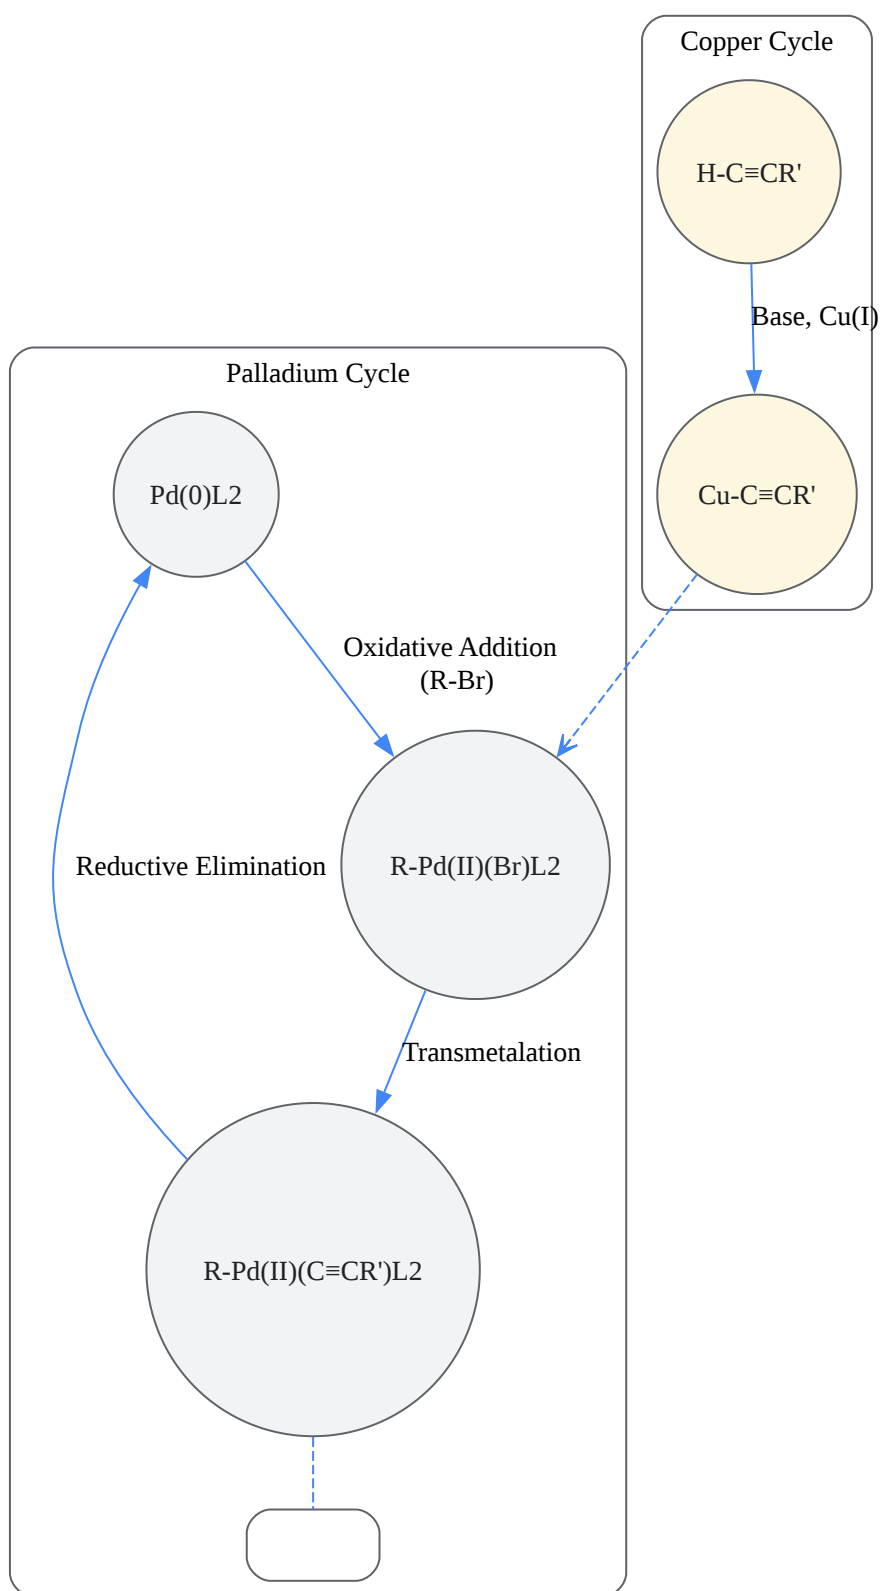 Copper Cycle
H-C≡CR'
Base, Cu(I)
Palladium Cycle
Pd(0)L2
Cu-C≡CR'
Oxidative Addition
(R-Br)
Reductive Elimination
R-Pd(II)(Br)L2
Transmetalation
R-Pd(II)(C≡CR')L2